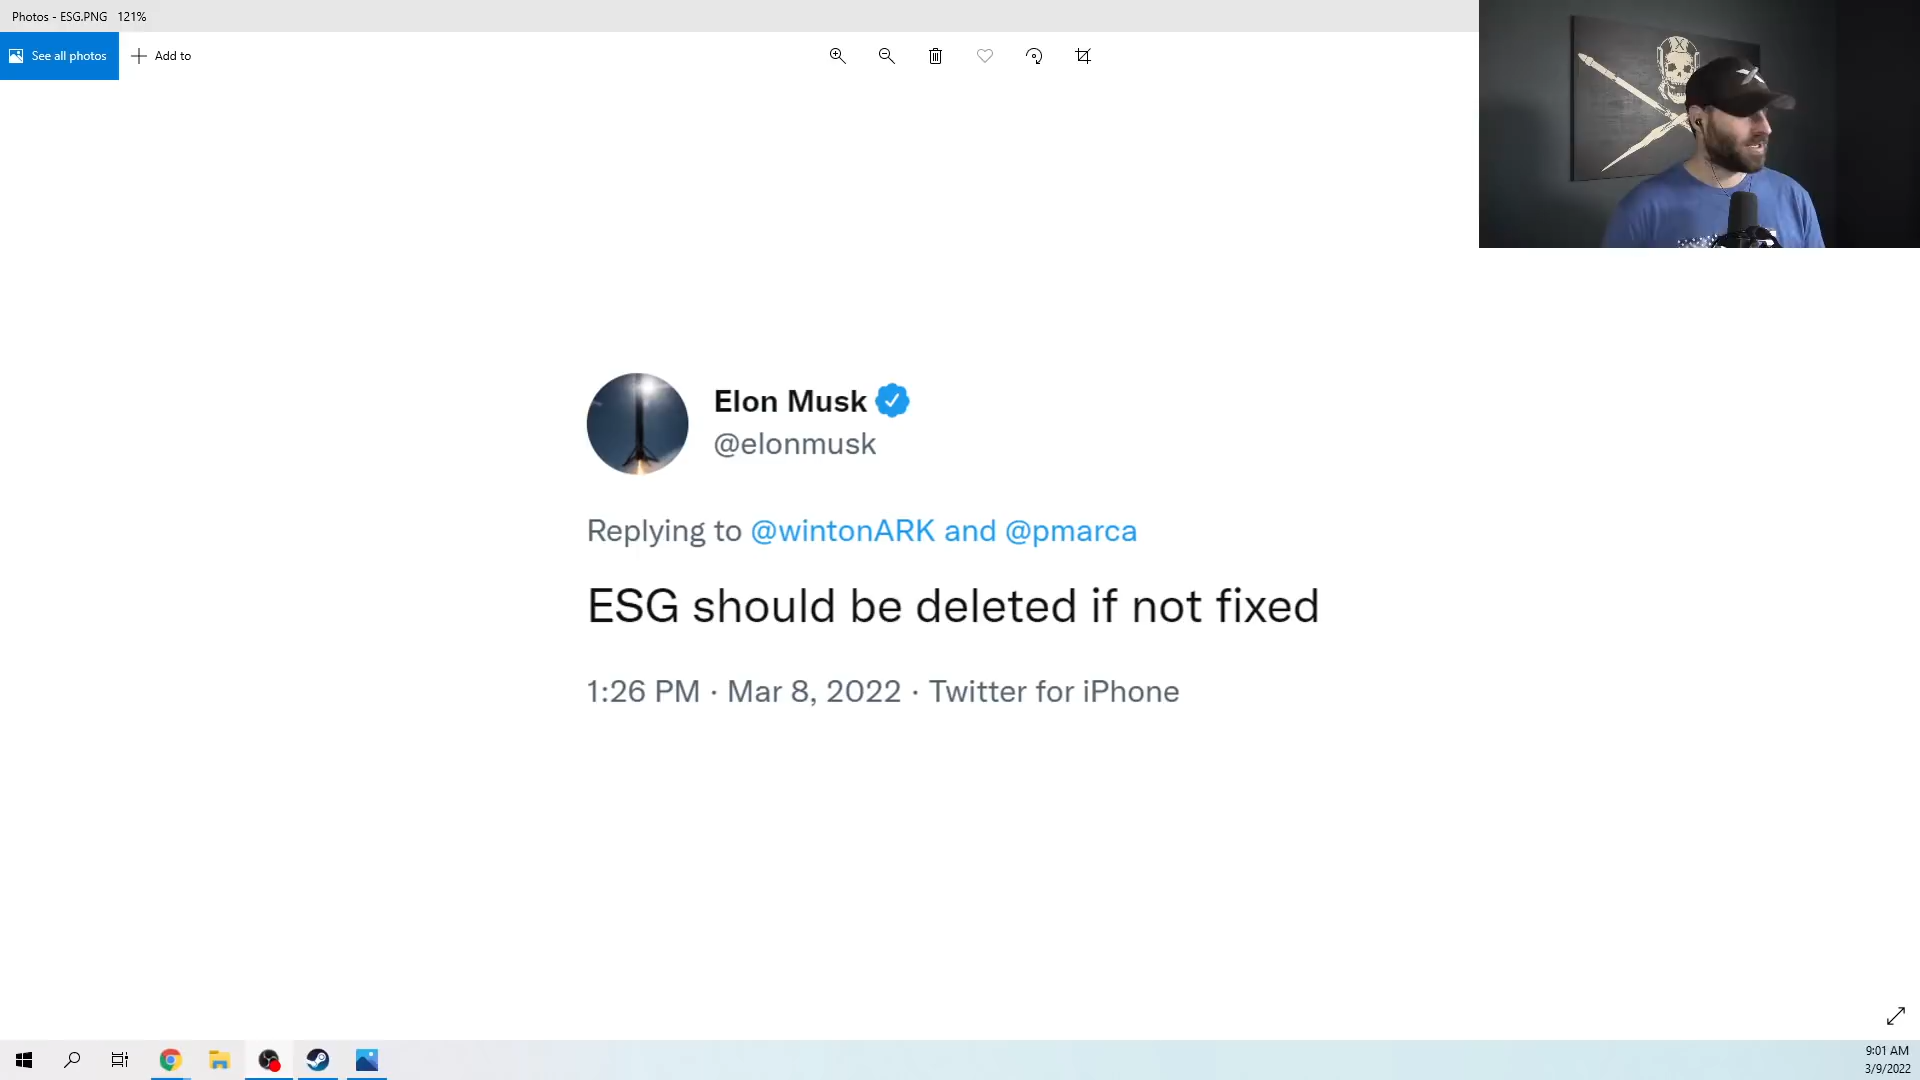 Photos - ESG.PNG 121%
See all photos
Add to
Elon Musk
@elonmusk
Replying to @wintonARK and @pmarca
ESG should be deleted if not fixed
1:26 PM · Mar 8, 2022 · Twitter for iPhone
9:01 AM
3/9/2022